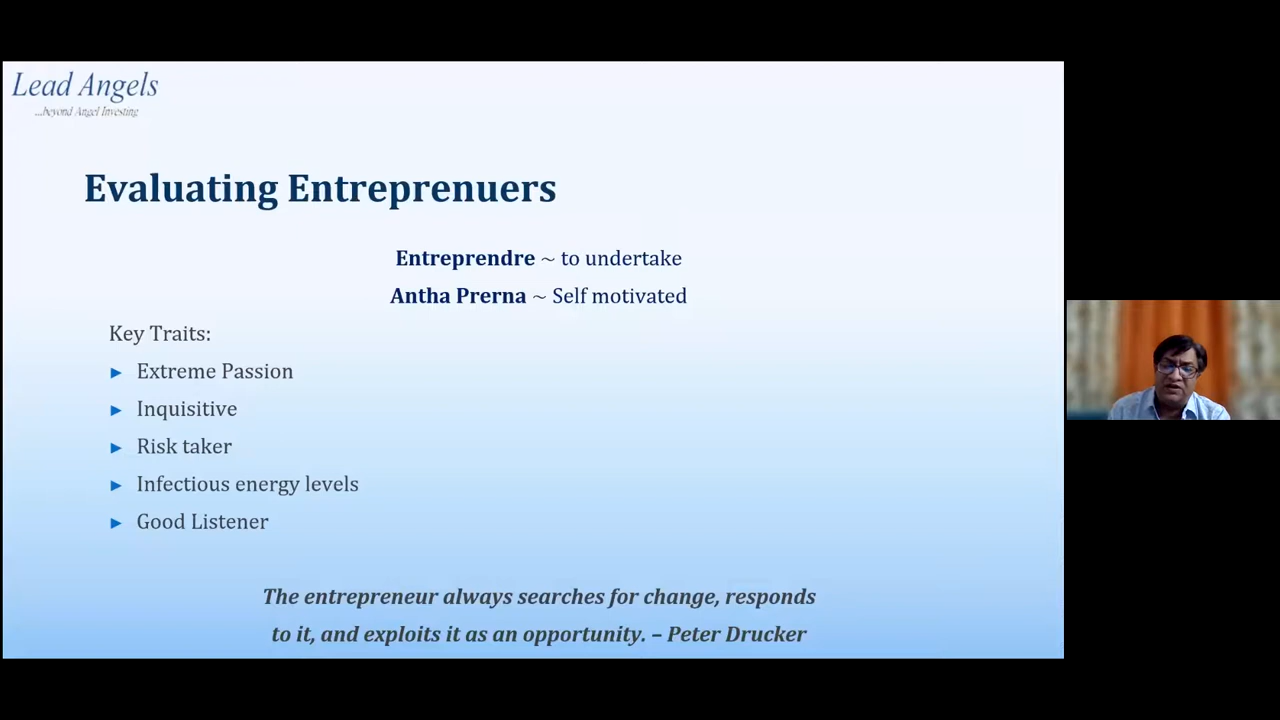 Lead Angels
...beyond Angel Investing
Evaluating Entreprenuers
Entreprendre ~ to undertake
Antha Prerna ~ Self motivated
Key Traits:
► Extreme Passion
► Inquisitive
► Risk taker
► Infectious energy levels
► Good Listener
The entrepreneur always searches for change, responds
to it, and exploits it as an opportunity. – Peter Drucker